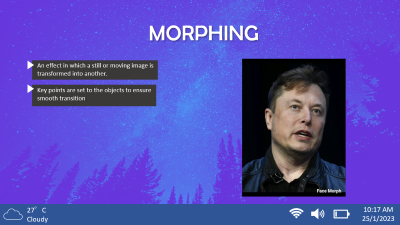 MORPHING
An effect in which a still or moving image is
transformed into another.
Key points are set to the objects to ensure
smooth transition
Face Morph
27° C
Cloudy
10:17 AM
25/1/2023